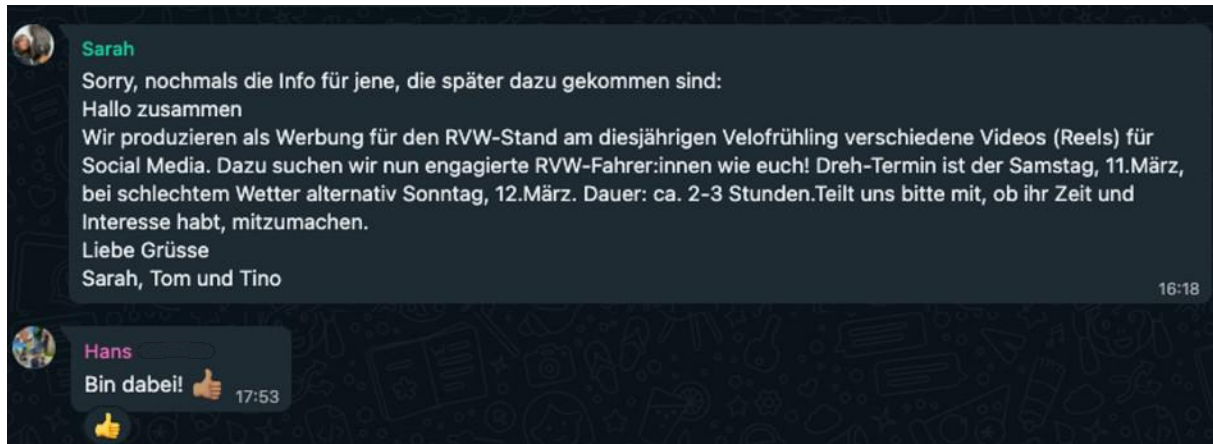 Sarah
Sorry, nochmals die Info für jene, die später dazu gekommen sind:
Hallo zusammen
Wir produzieren als Werbung für den RVW-Stand am diesjährigen Velofrühling verschiedene Videos (Reels) für
Social Media. Dazu suchen wir nun engagierte RVW-Fahrer:innen wie euch! Dreh-Termin ist der Samstag, 11.März,
bei schlechtem Wetter alternativ Sonntag, 12.März. Dauer: ca. 2-3 Stunden.Teilt uns bitte mit, ob ihr Zeit und
Interesse habt, mitzumachen.
Liebe Grüsse
Sarah, Tom und Tino
16:18
Hans
Bin dabei! 👍🏽 17:53
👍